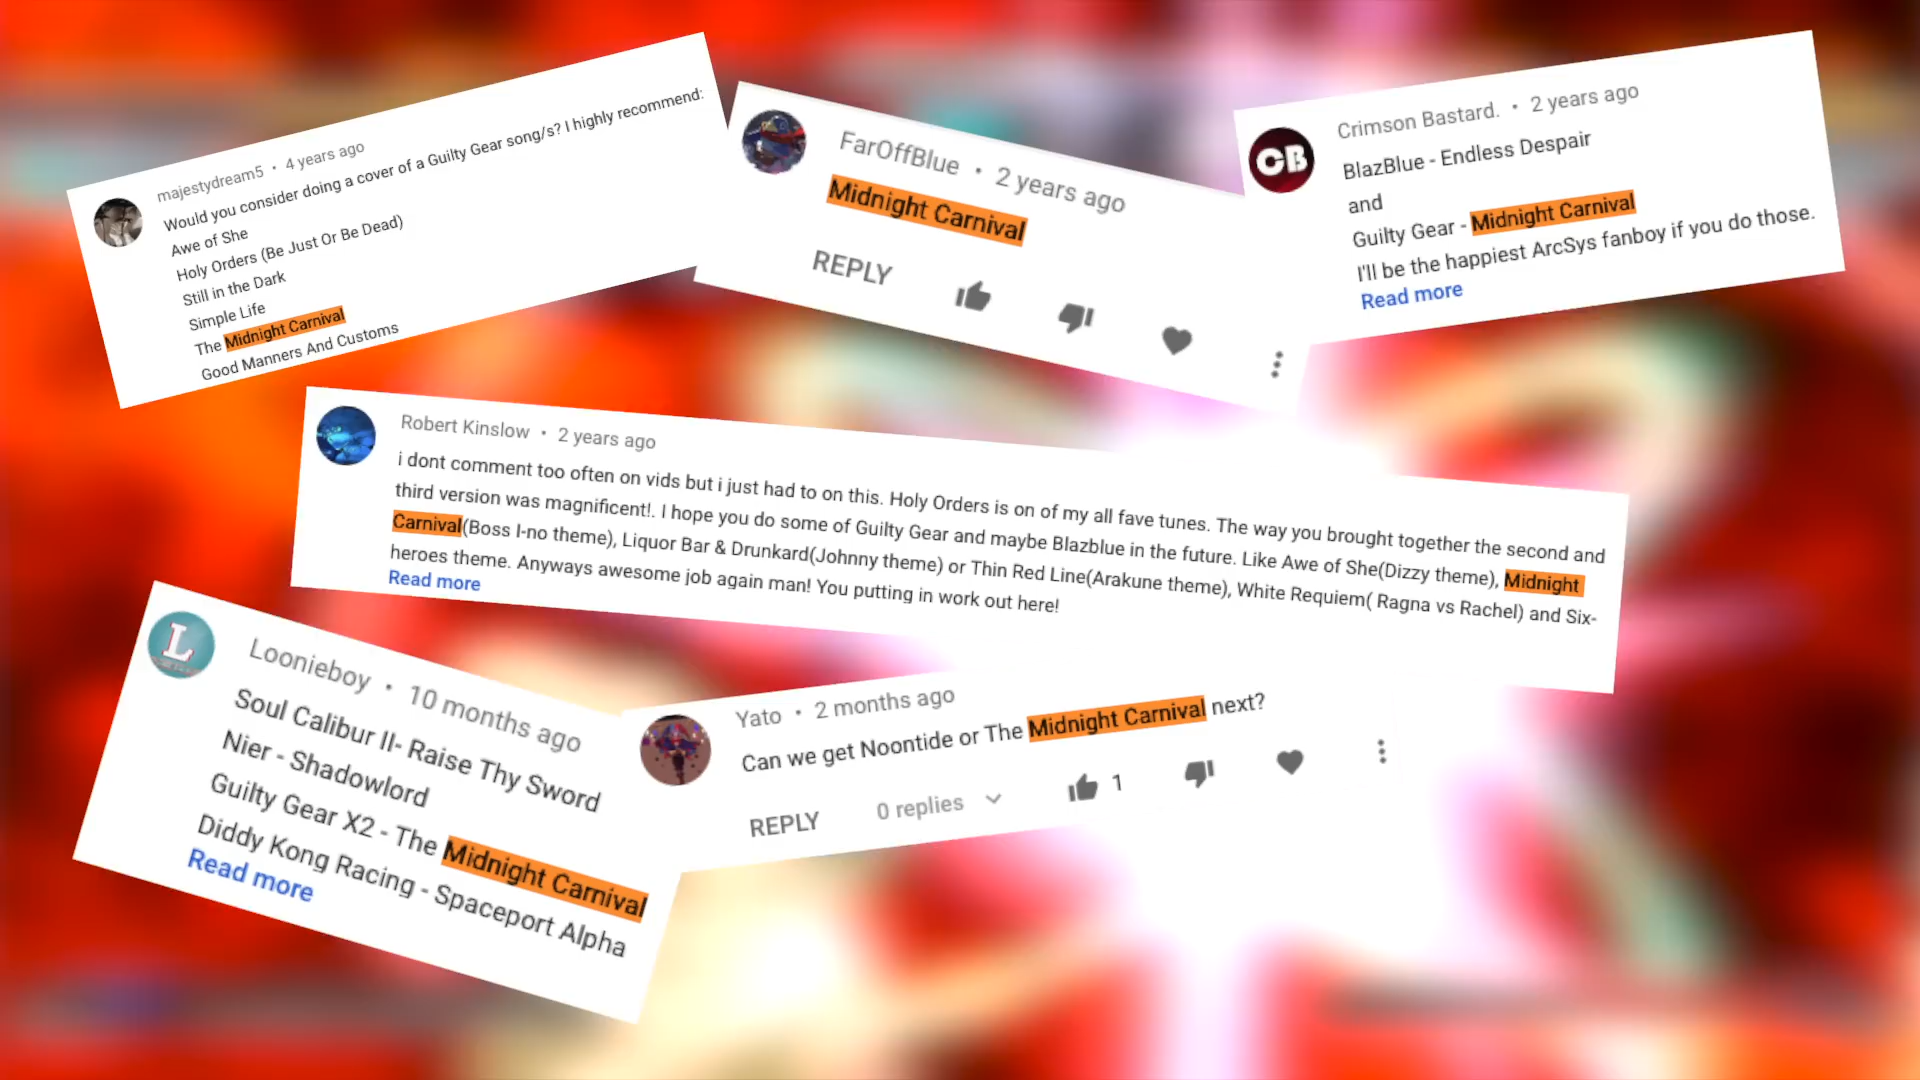 majestydream5 • 4 years ago
Would you consider doing a cover of a Guilty Gear song/s? I highly recommend:
Awe of She
Holy Orders (Be Just Or Be Dead)
Still in the Dark
Simple Life
The Midnight Carnival
Good Manners And Customs
FarOffBlue • 2 years ago
Midnight Carnival
REPLY
CB
Crimson Bastard. • 2 years ago
BlazBlue - Endless Despair
and
Guilty Gear - Midnight Carnival
I'll be the happiest ArcSys fanboy if you do those.
Read more
Robert Kinslow • 2 years ago
i dont comment too often on vids but i just had to on this. Holy Orders is on of my all fave tunes. The way you brought together the second and
third version was magnificent!. I hope you do some of Guilty Gear and maybe Blazblue in the future. Like Awe of She(Dizzy theme), Midnight
Carnival(Boss I-no theme), Liquor Bar & Drunkard(Johnny theme) or Thin Red Line(Arakune theme), White Requiem( Ragna vs Rachel) and Six-
heroes theme. Anyways awesome job again man! You putting in work out here!
Read more
L
Loonieboy • 10 months ago
Soul Calibur II- Raise Thy Sword
Nier - Shadowlord
Guilty Gear X2 - The Midnight Carnival
Diddy Kong Racing - Spaceport Alpha
Read more
Yato • 2 months ago
Can we get Noontide or The Midnight Carnival next?
REPLY 0 replies 1